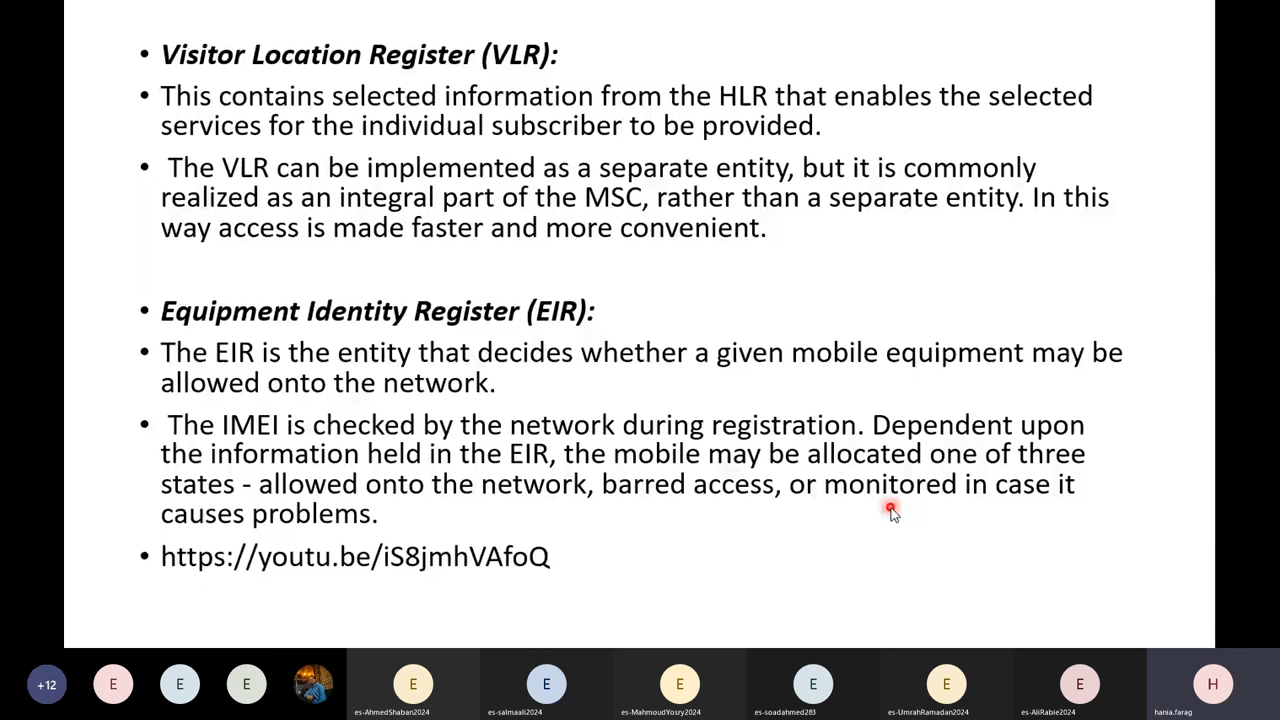 • Visitor Location Register (VLR):
• This contains selected information from the HLR that enables the selected
services for the individual subscriber to be provided.
• The VLR can be implemented as a separate entity, but it is commonly
realized as an integral part of the MSC, rather than a separate entity. In this
way access is made faster and more convenient.
• Equipment Identity Register (EIR):
• The EIR is the entity that decides whether a given mobile equipment may be
allowed onto the network.
• The IMEI is checked by the network during registration. Dependent upon
the information held in the EIR, the mobile may be allocated one of three
states - allowed onto the network, barred access, or monitored in case it
causes problems.
• https://youtu.be/iS8jmhVAfoQ
+12 E E E E E E E E E H
es-AhmedShaban2024 es-salmaali2024 es-MahmoudYosry2024 es-soadahmed283 es-UmrahRamadan2024 es-AliRabie2024 hania.farag